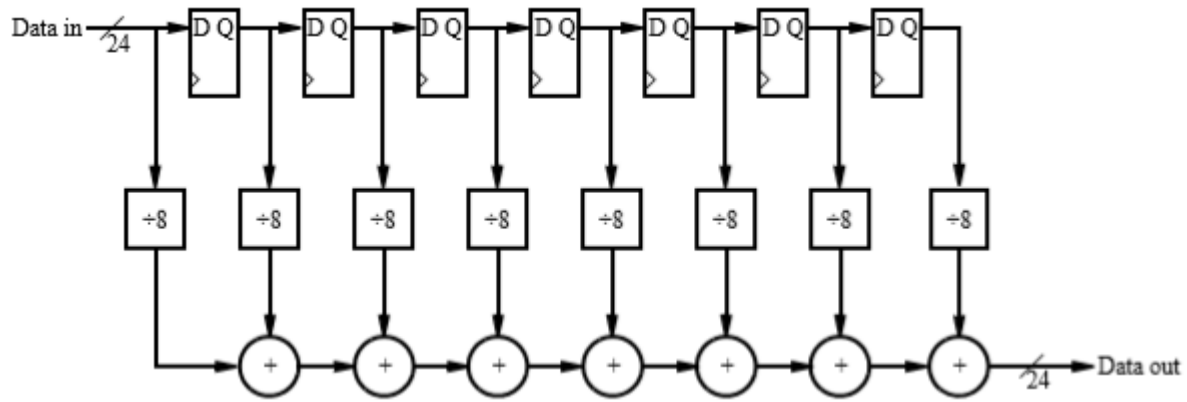 Data in 24 D Q D Q D Q D Q D Q D Q D Q
÷8 ÷8 ÷8 ÷8 ÷8 ÷8 ÷8 ÷8
+ + + + + + + 24 Data out